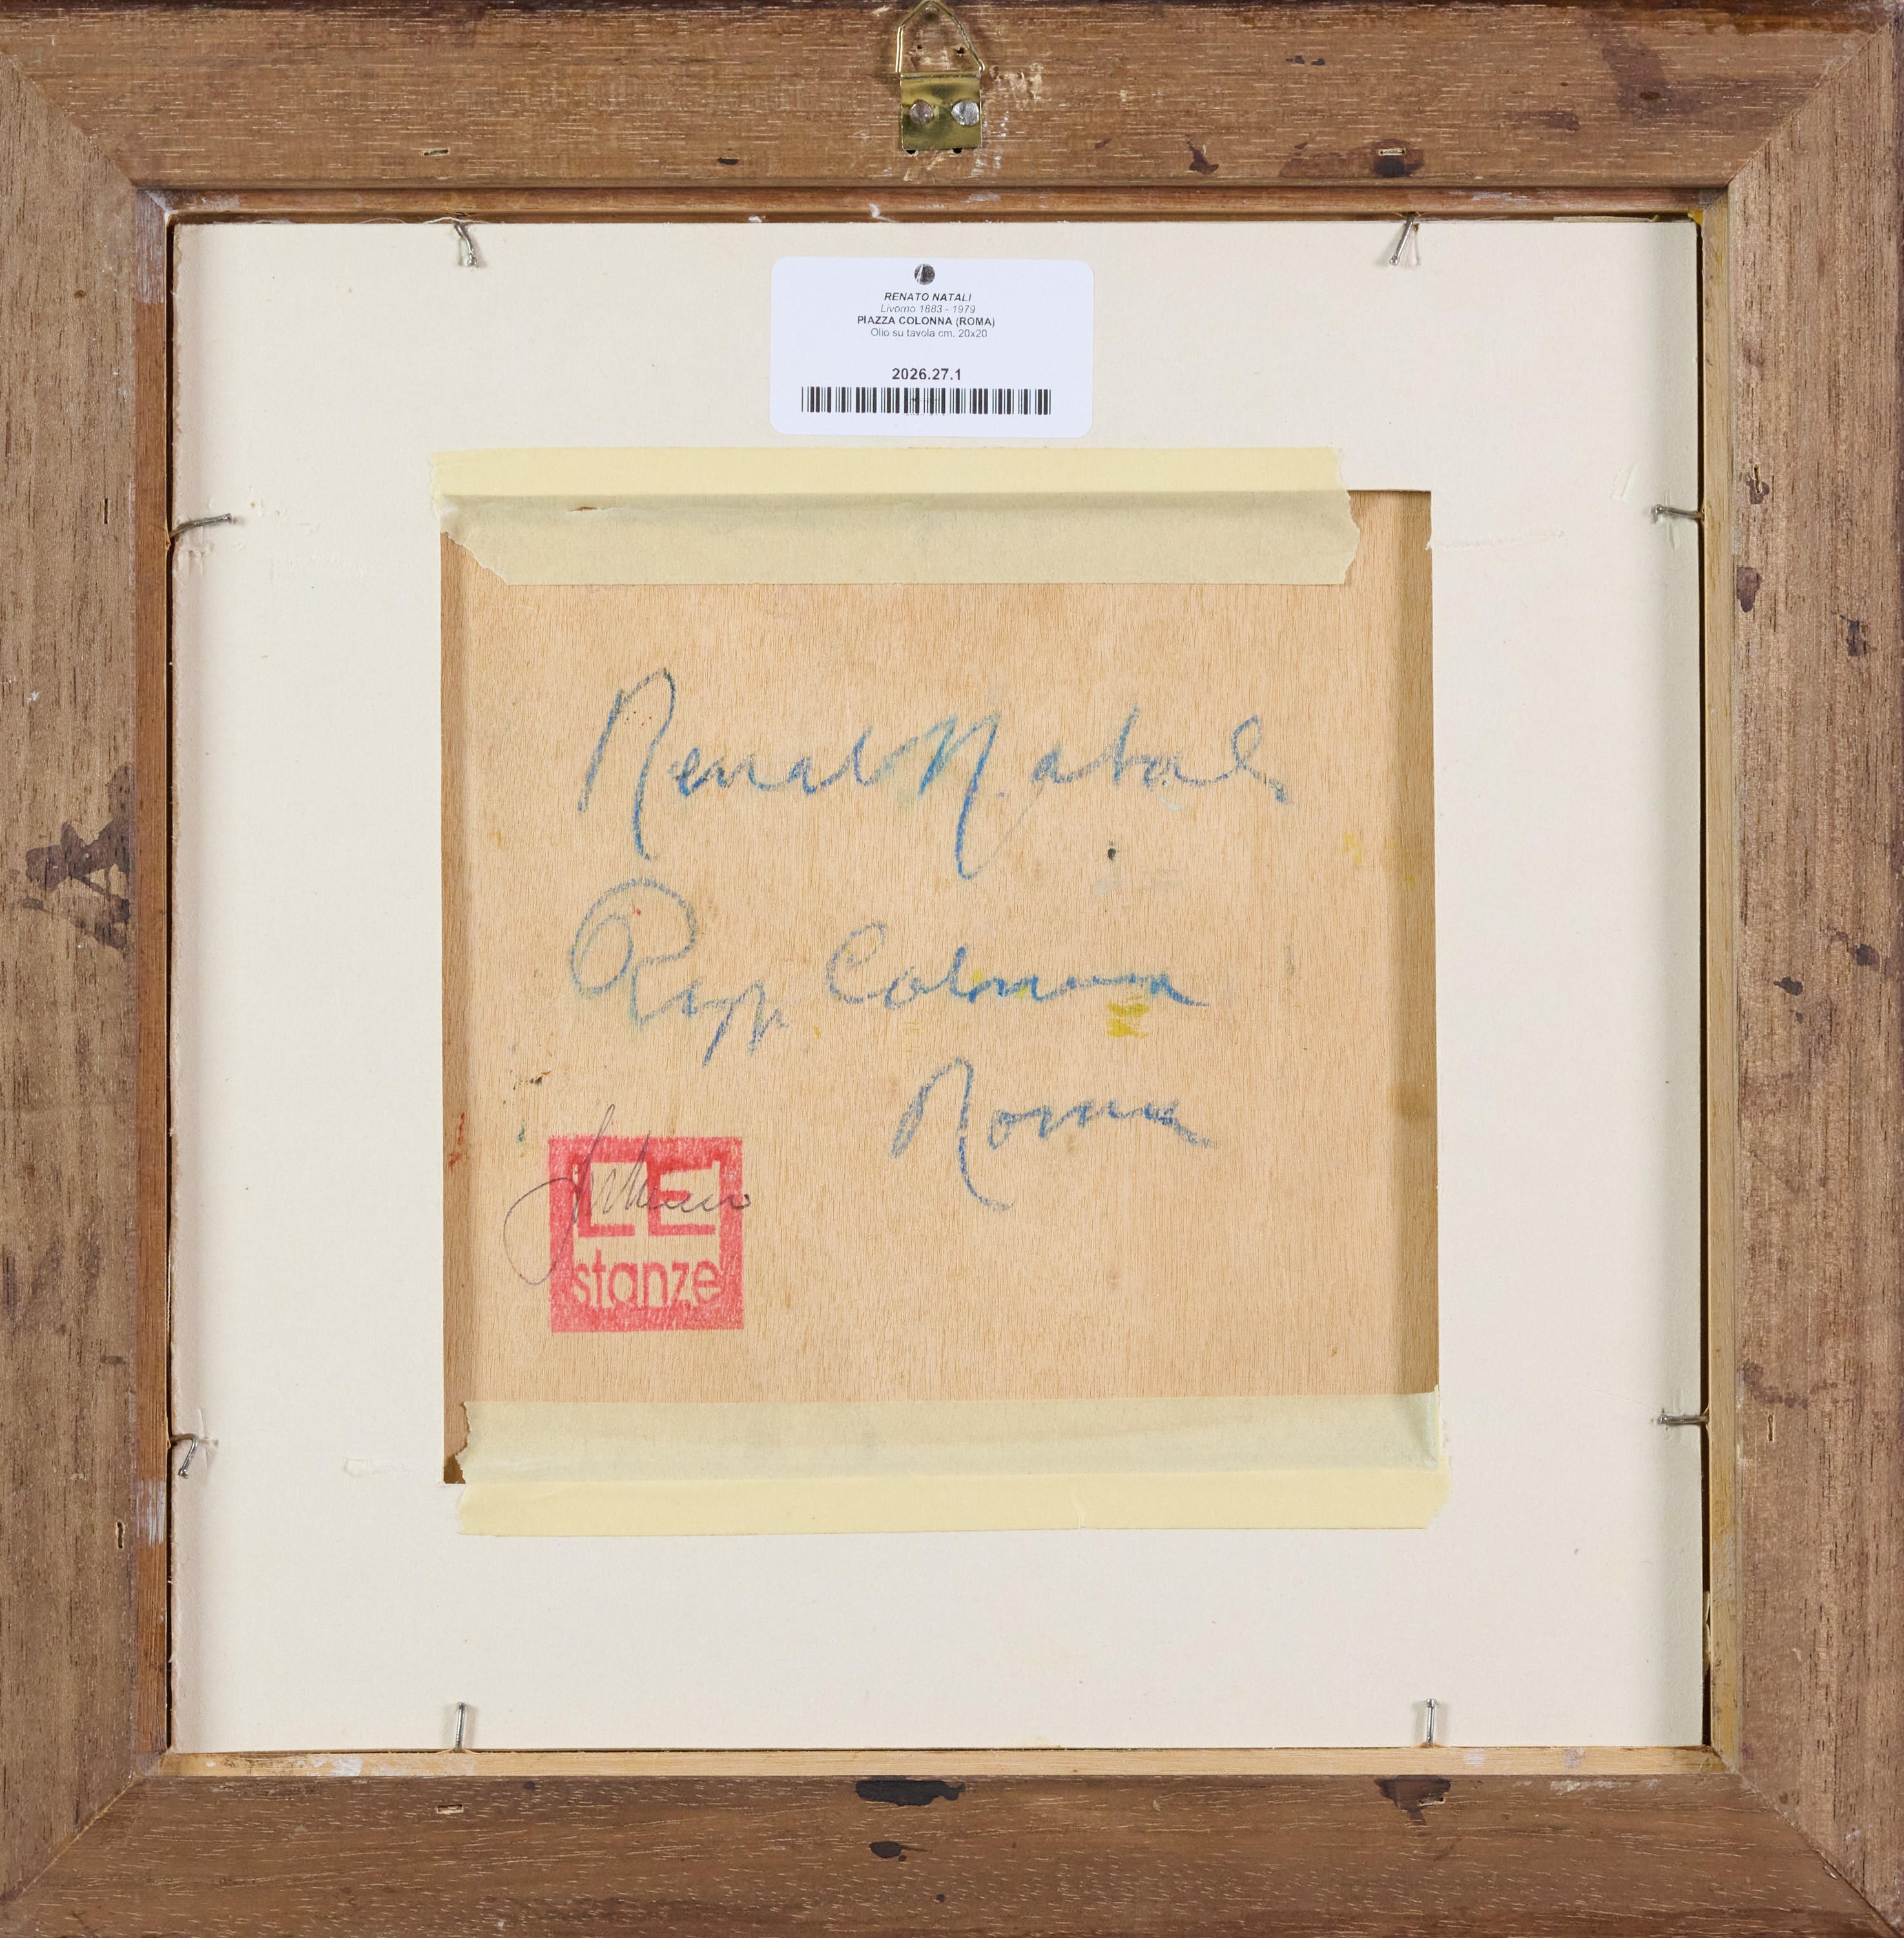 RENATO NATALI
Livorno 1883 - 1979
PIAZZA COLONNA (ROMA)
Olio su tavola cm. 20x20
2026.27.1
Renato Natali
Piazza Colonna
Roma
LE
stanze